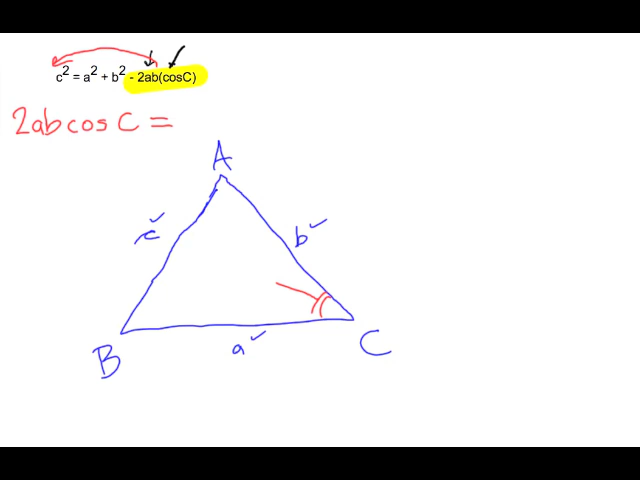 c² = a² + b² - 2ab(cosC)
2ab cos C =
A
c
b
B
a
C